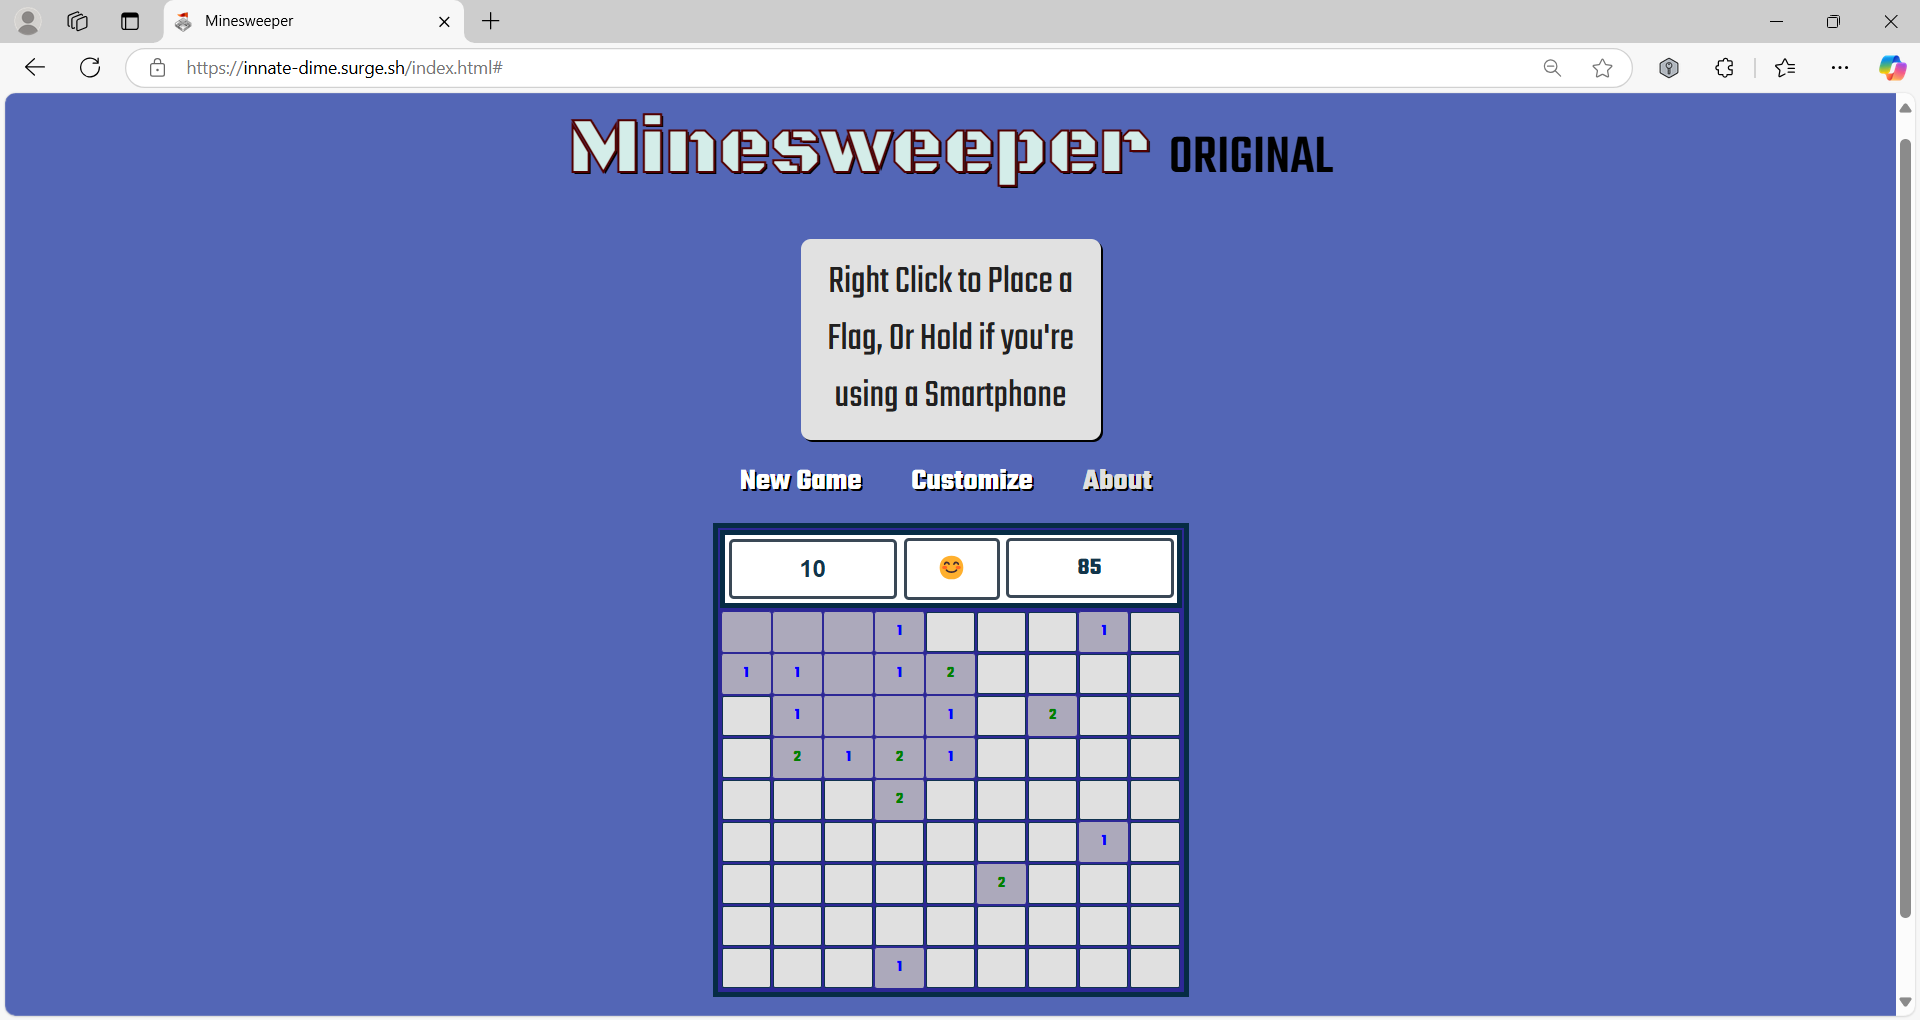 Minesweeper
https://innate-dime.surge.sh/index.html#
Minesweeper ORIGINAL
Right Click to Place a
Flag, Or Hold if you're
using a Smartphone
New Game Customize About
10 😊 85
1 1
1 1 1 2
1 1 2
2 1 2 1
2
1
2
1